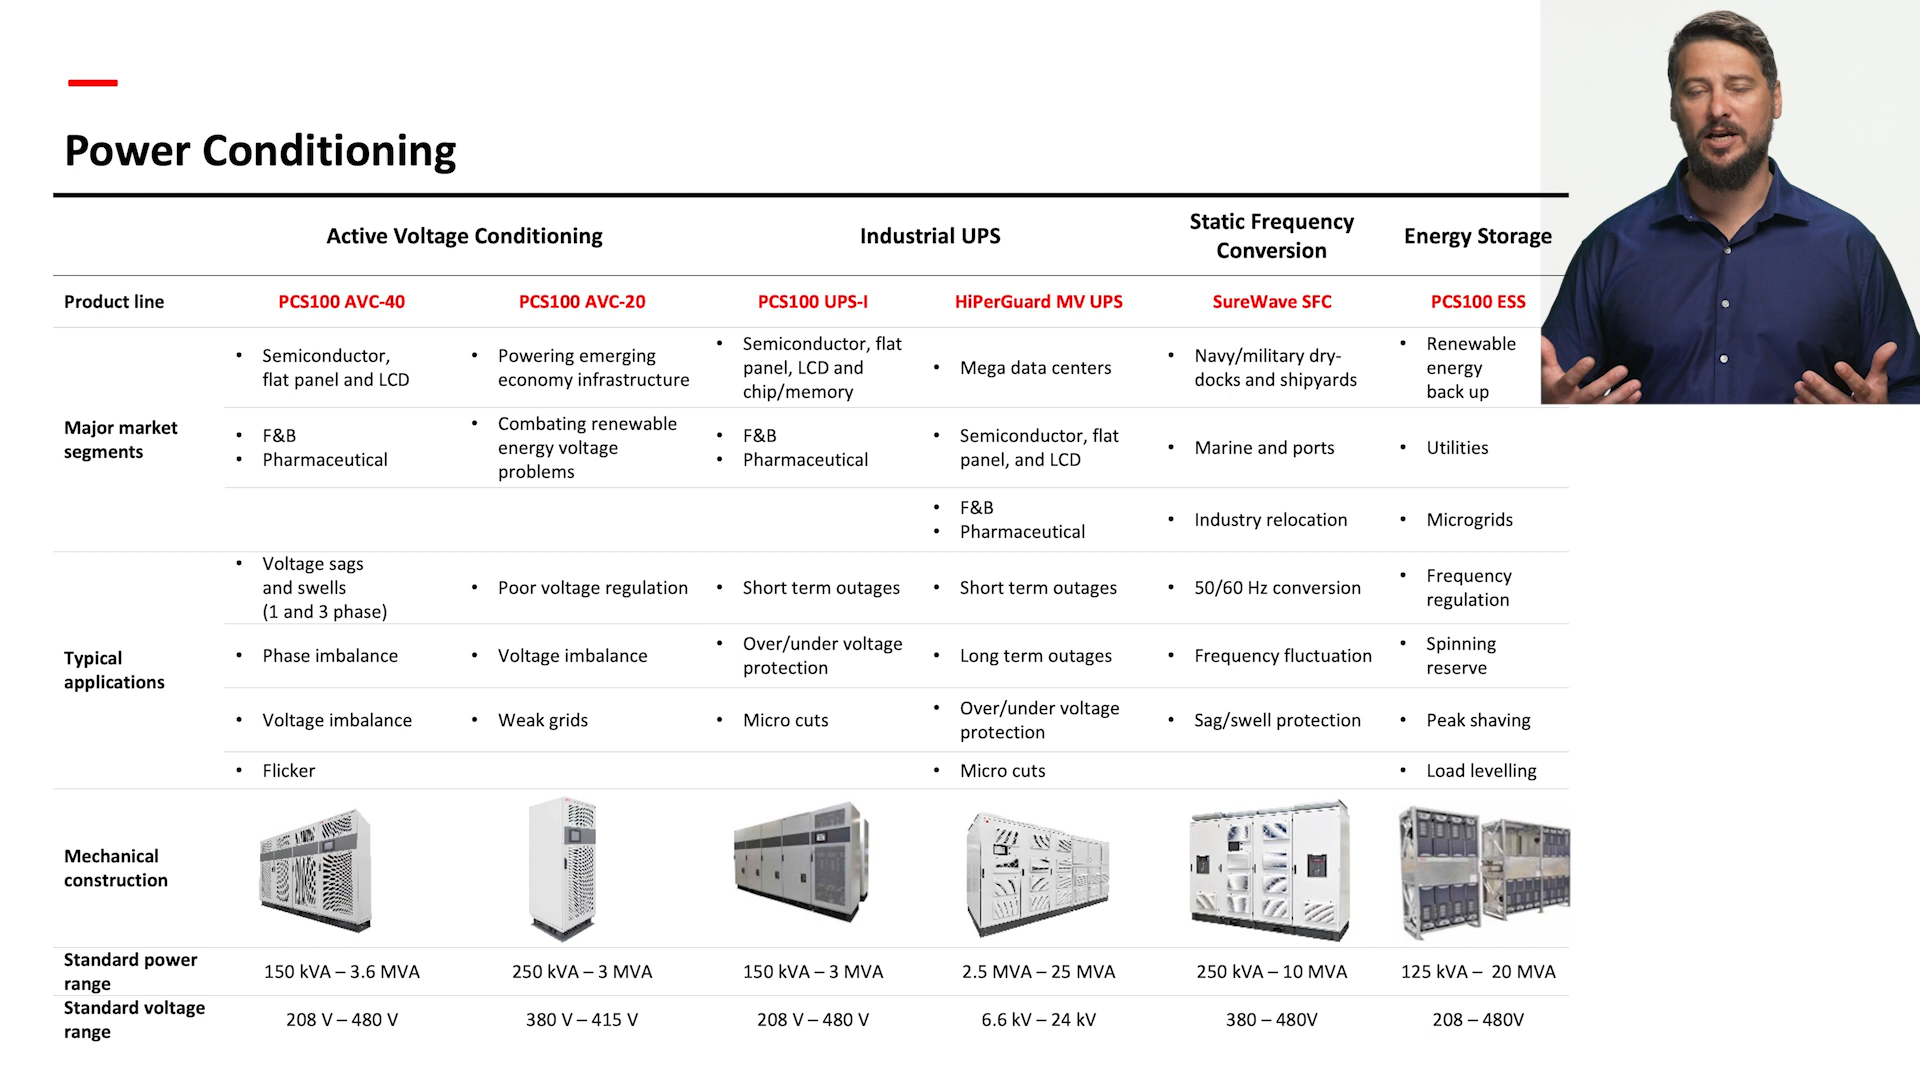 Power Conditioning
Active Voltage Conditioning
Industrial UPS
Static Frequency
Conversion
Energy Storage
Product line
PCS100 AVC-40
PCS100 AVC-20
PCS100 UPS-I
HiPerGuard MV UPS
SureWave SFC
PCS100 ESS
Major market
segments
• Semiconductor,
flat panel and LCD
• Powering emerging
economy infrastructure
• Semiconductor, flat
panel, LCD and
chip/memory
• Mega data centers
• Navy/military dry-
docks and shipyards
• Renewable
energy
back up
• F&B
• Pharmaceutical
• Combating renewable
energy voltage
problems
• F&B
• Pharmaceutical
• Semiconductor, flat
panel, and LCD
• Marine and ports
• Utilities
• F&B
• Pharmaceutical
• Industry relocation
• Microgrids
Typical
applications
• Voltage sags
and swells
(1 and 3 phase)
• Poor voltage regulation
• Short term outages
• Short term outages
• 50/60 Hz conversion
• Frequency
regulation
• Phase imbalance
• Voltage imbalance
• Over/under voltage
protection
• Long term outages
• Frequency fluctuation
• Spinning
reserve
• Voltage imbalance
• Weak grids
• Micro cuts
• Over/under voltage
protection
• Sag/swell protection
• Peak shaving
• Flicker
• Micro cuts
• Load levelling
Mechanical
construction
Standard power
range
150 kVA – 3.6 MVA
250 kVA – 3 MVA
150 kVA – 3 MVA
2.5 MVA – 25 MVA
250 kVA – 10 MVA
125 kVA – 20 MVA
Standard voltage
range
208 V – 480 V
380 V – 415 V
208 V – 480 V
6.6 kV – 24 kV
380 – 480V
208 – 480V